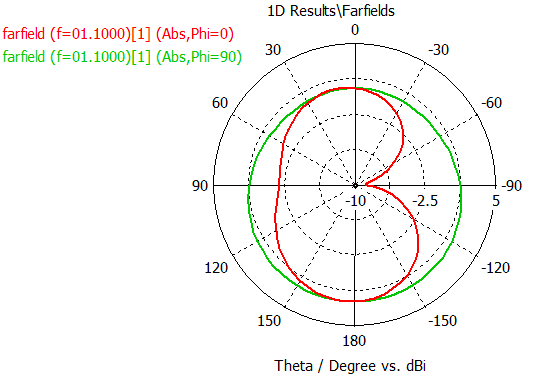 1D Results\Farfields
farfield (f=01.1000)[1] (Abs,Phi=0)
farfield (f=01.1000)[1] (Abs,Phi=90)
0
30 -30
60 -60
90 -10 -2.5 5 -90
120 -120
150 -150
180
Theta / Degree vs. dBi